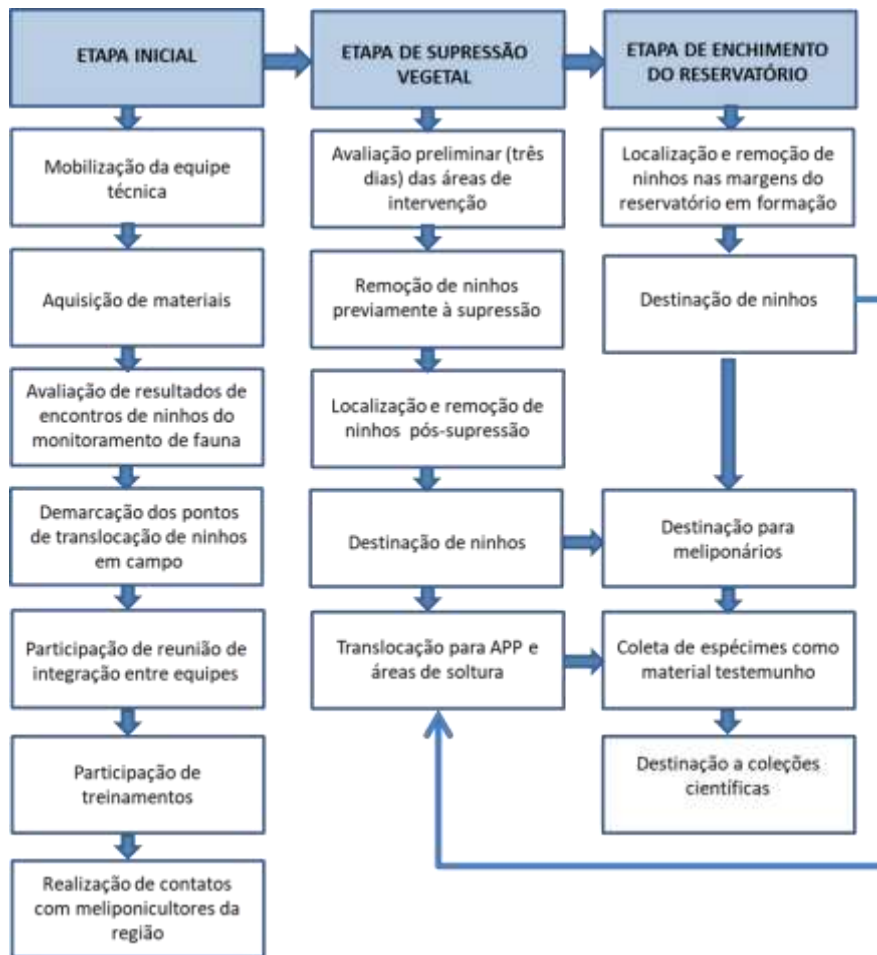 ETAPA INICIAL
Mobilização da equipe
técnica
Aquisição de materiais
Avaliação de resultados de
encontros de ninhos do
monitoramento de fauna
Demarcação dos pontos
de translocação de ninhos
em campo
Participação de reunião de
integração entre equipes
Participação de
treinamentos
Realização de contatos
com meliponicultores da
região
ETAPA DE SUPRESSÃO
VEGETAL
Avaliação preliminar (três
dias) das áreas de
intervenção
Remoção de ninhos
previamente à supressão
Localização e remoção de
ninhos pós-supressão
Destinação de ninhos
Translocação para APP e
áreas de soltura
ETAPA DE ENCHIMENTO
DO RESERVATÓRIO
Localização e remoção de
ninhos nas margens do
reservatório em formação
Destinação de ninhos
Destinação para
meliponários
Coleta de espécimes como
material testemunho
Destinação a coleções
científicas